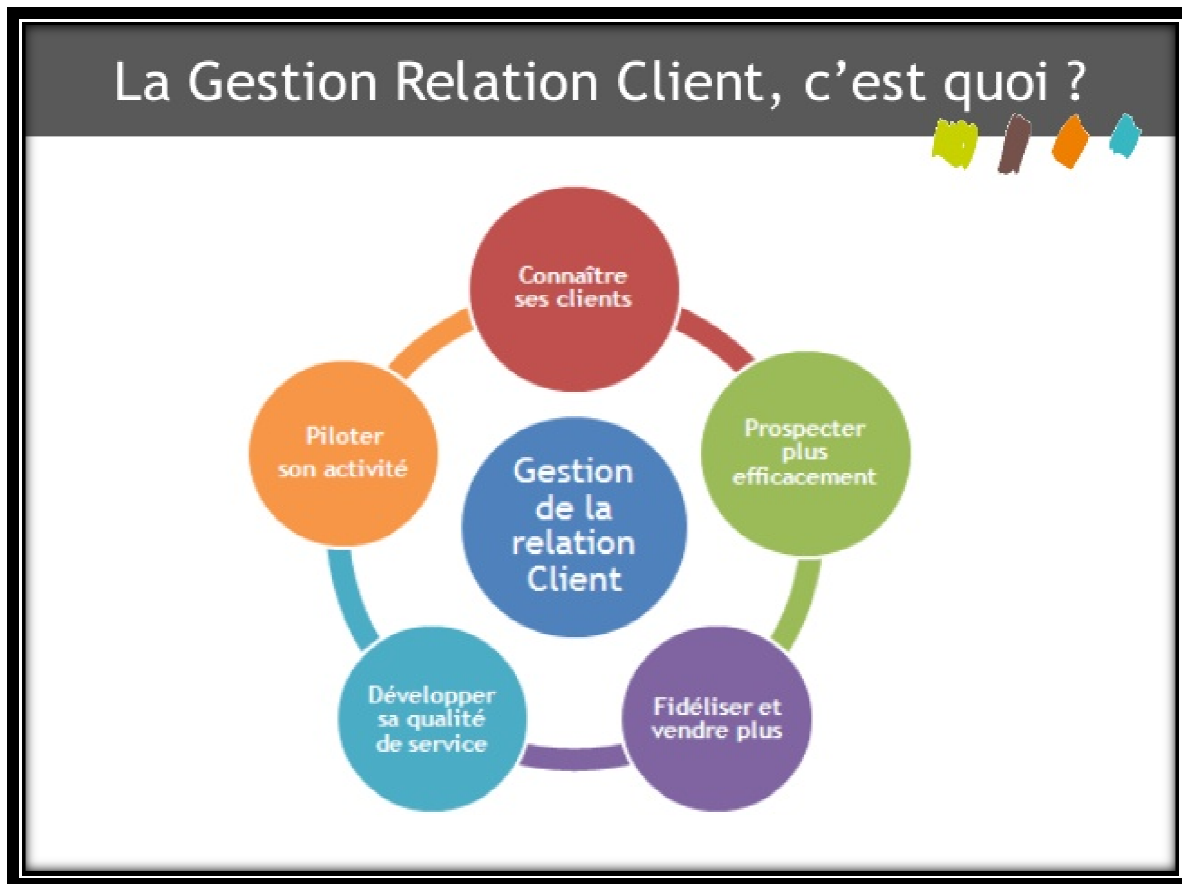 La Gestion Relation Client, c’est quoi ?
Connaître
ses clients
Prospecter
plus
efficacement
Piloter
son activité
Gestion
de la
relation
Client
Développer
sa qualité
de service
Fidéliser et
vendre plus